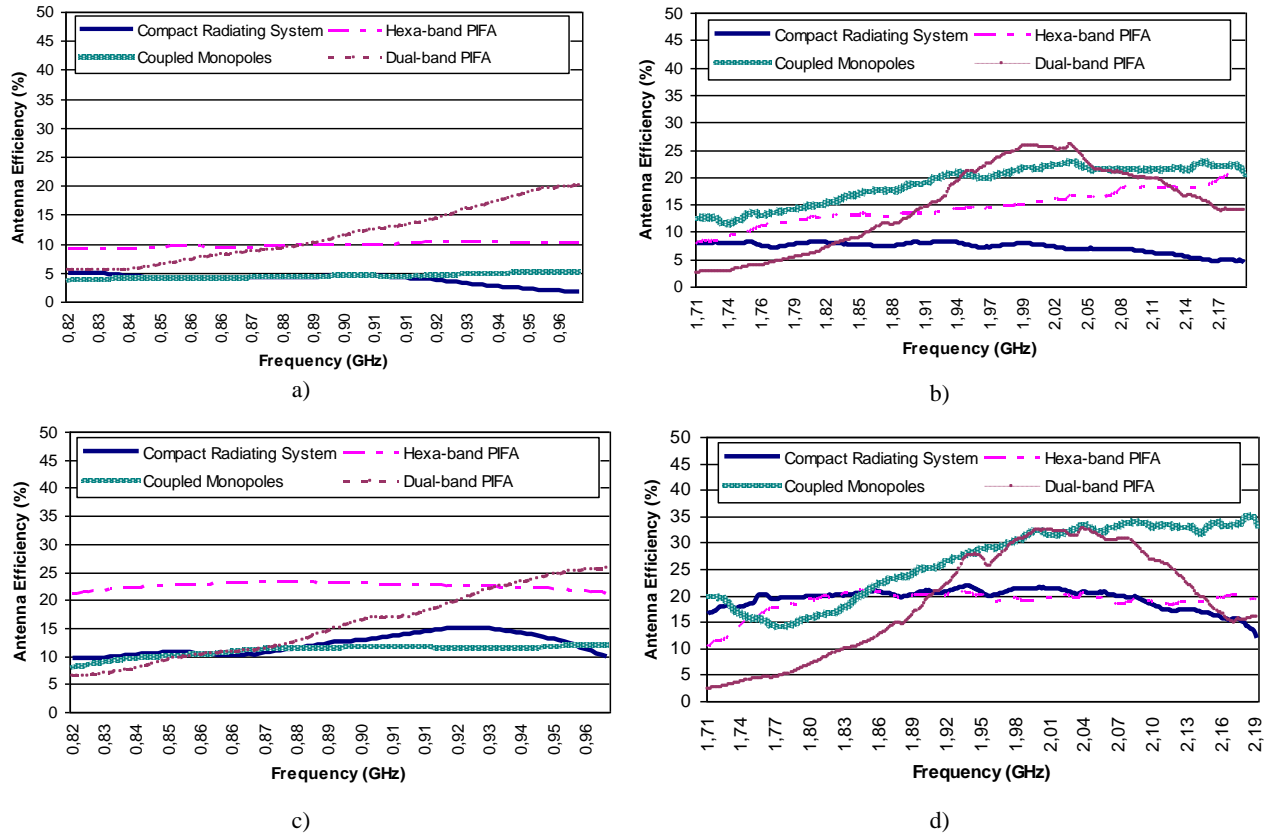 50
45
40
35
30
25
20
15
10
5
0
Antenna Efficiency (%)
Compact Radiating System
Hexa-band PIFA
Coupled Monopoles
Dual-band PIFA
0,82 0,83 0,84 0,85 0,86 0,87 0,88 0,89 0,90 0,91 0,91 0,92 0,93 0,94 0,95 0,96
Frequency (GHz)
a)
50
45
40
35
30
25
20
15
10
5
0
Antenna Efficiency (%)
Compact Radiating System
Hexa-band PIFA
Coupled Monopoles
Dual-band PIFA
1,71 1,74 1,76 1,79 1,82 1,85 1,88 1,91 1,94 1,97 1,99 2,02 2,05 2,08 2,11 2,14 2,17
Frequency (GHz)
b)
50
45
40
35
30
25
20
15
10
5
0
Antenna Efficiency (%)
Compact Radiating System
Hexa-band PIFA
Coupled Monopoles
Dual-band PIFA
0,82 0,83 0,84 0,85 0,86 0,86 0,87 0,88 0,89 0,90 0,91 0,92 0,93 0,94 0,95 0,96
Frequency (GHz)
c)
50
45
40
35
30
25
20
15
10
5
0
Antenna Efficiency (%)
Compact Radiating System
Hexa-band PIFA
Coupled Monopoles
Dual-band PIFA
1,71 1,74 1,77 1,80 1,83 1,86 1,89 1,92 1,95 1,98 2,01 2,04 2,07 2,10 2,13 2,16 2,19
Frequency (GHz)
d)